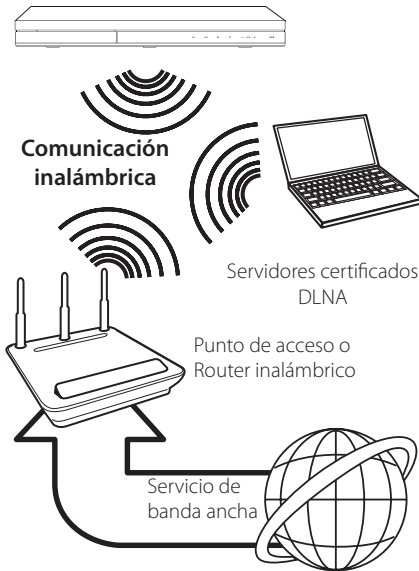 Comunicación
inalámbrica
Servidores certificados
DLNA
Punto de acceso o
Router inalámbrico
Servicio de
banda ancha